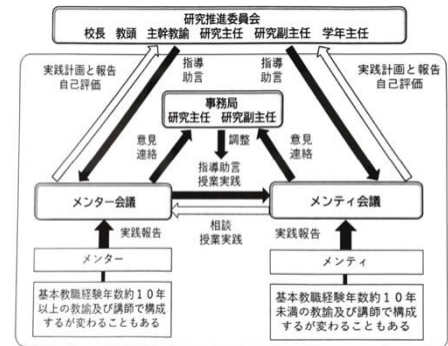 研究推進委員会
校長 教頭 主幹教諭 研究主任 研究副主任 学年主任
実践計画と報告
自己評価
指導
助言
指導
助言
実践計画と報告
自己評価
事務局
研究主任 研究副主任
意見
連絡
調整
意見
連絡
指導助言
授業実践
メンター会議
メンティ会議
相談
授業実践
実践報告
実践報告
メンター
メンティ
基本教職経験年数約10年
以上の教諭及び講師で構成
するが変わることもある
基本教職経験年数約10年
未満の教諭及び講師で構成
するが変わることもある